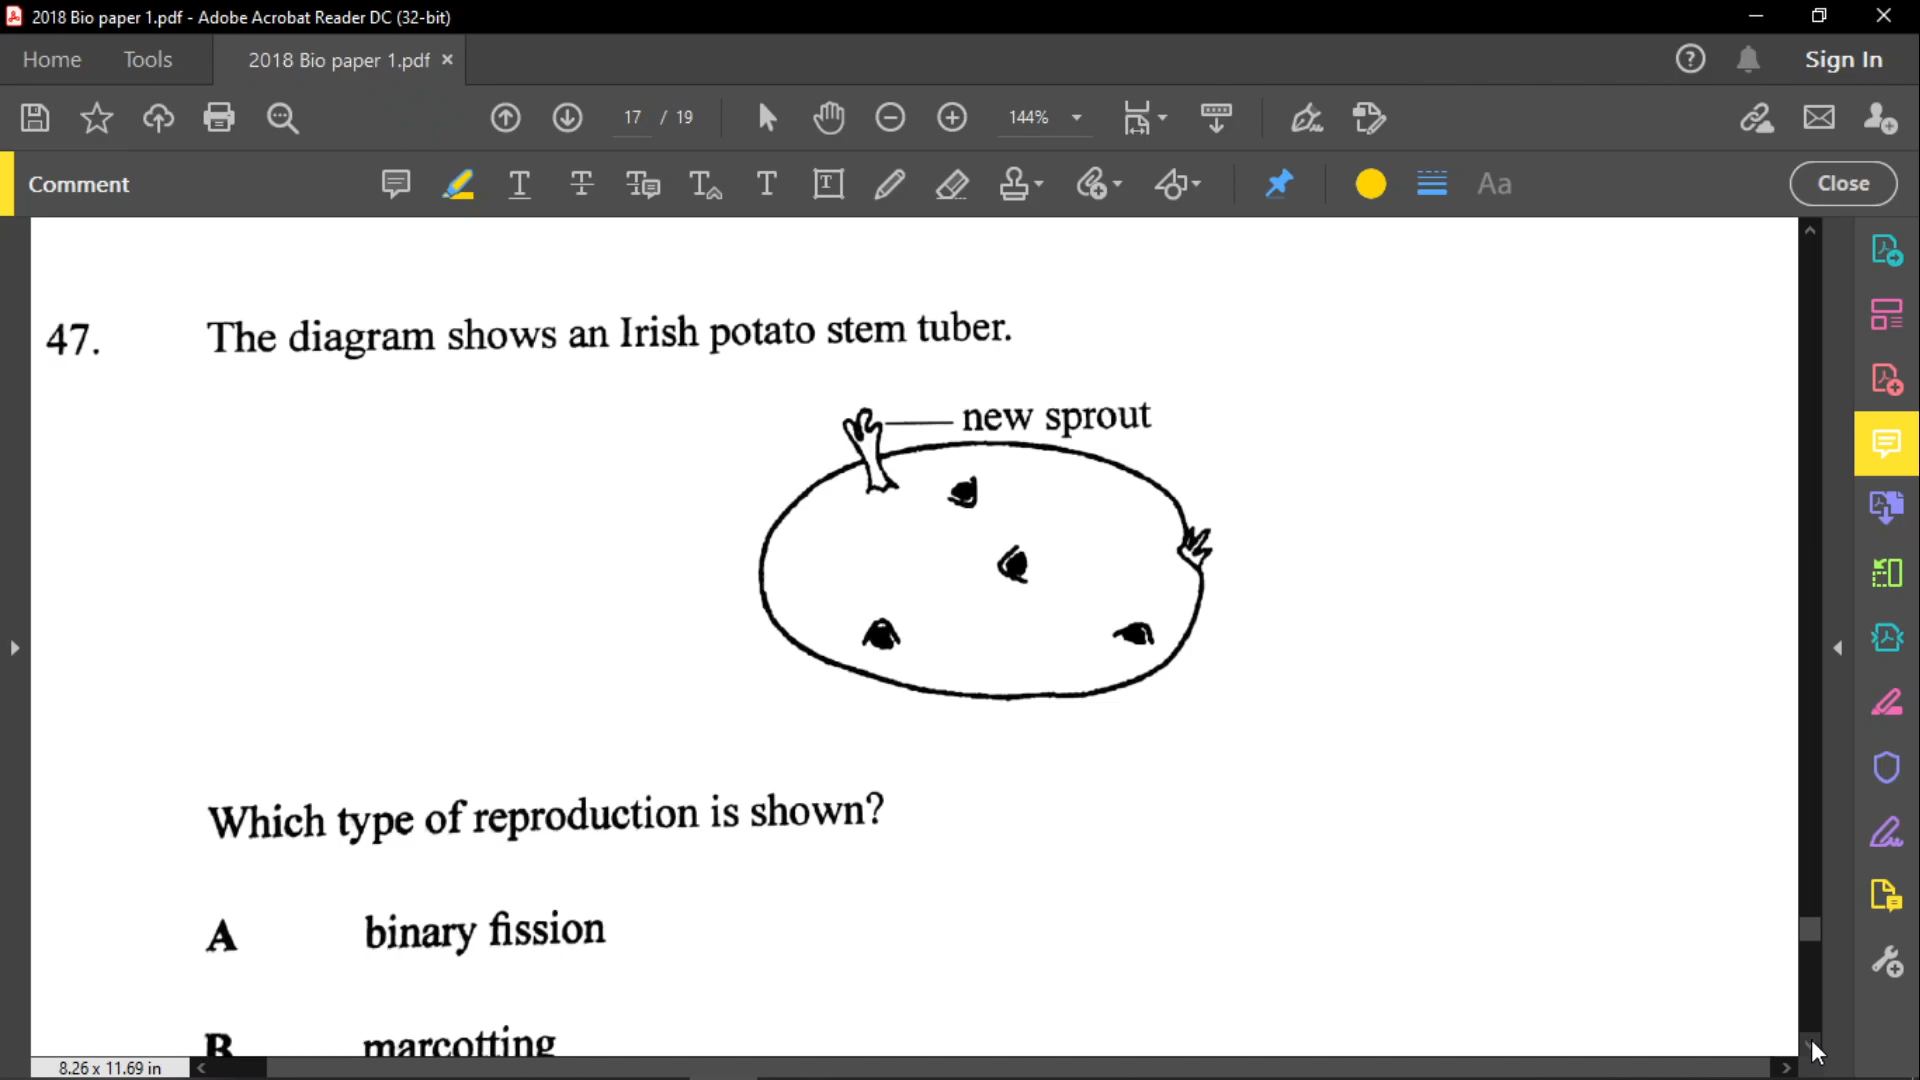 2018 Bio paper 1.pdf - Adobe Acrobat Reader DC (32-bit)
Home Tools 2018 Bio paper 1.pdf × Sign In
17 / 19 144%
Comment T T T T T T Aa Close
47. The diagram shows an Irish potato stem tuber.
new sprout
Which type of reproduction is shown?
A binary fission
B marcotting
8.26 x 11.69 in